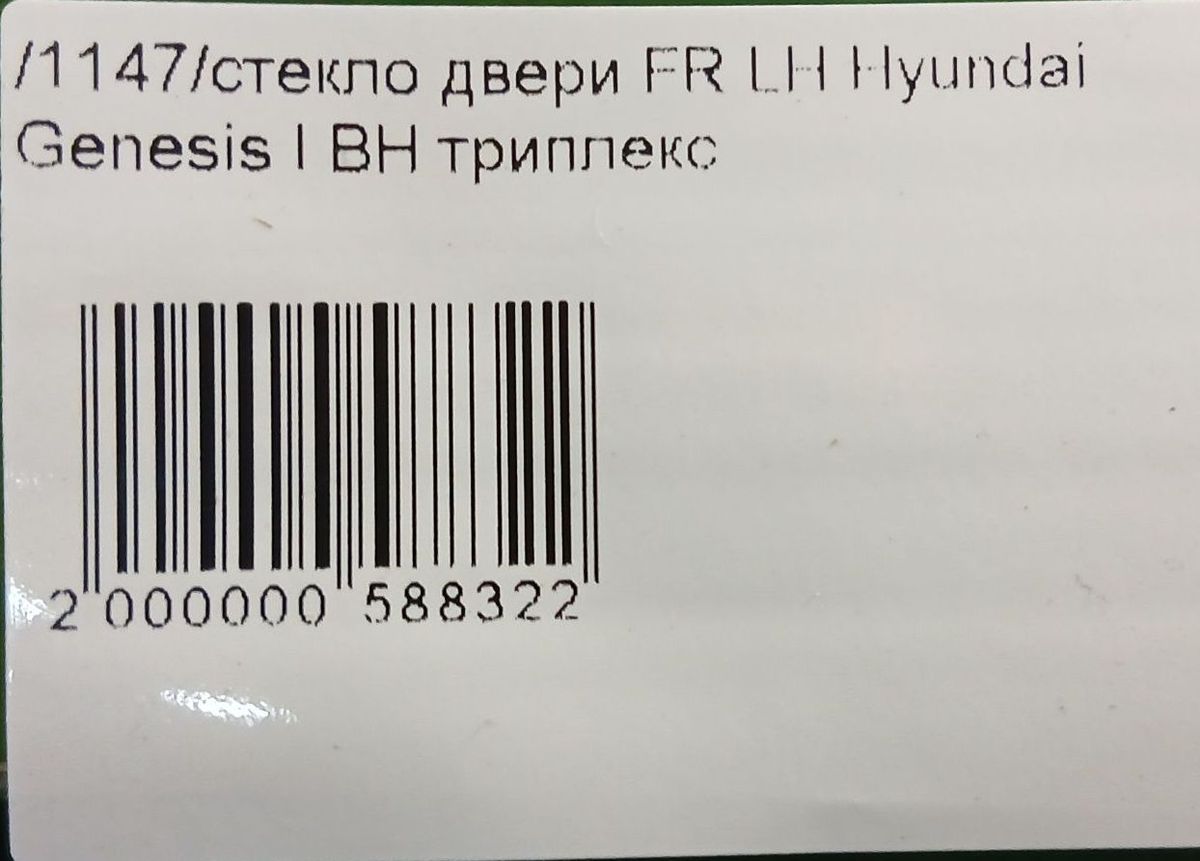 /1147/стекло двери FR LH Hyundai
Genesis I BH триплекс
2 000000 588322